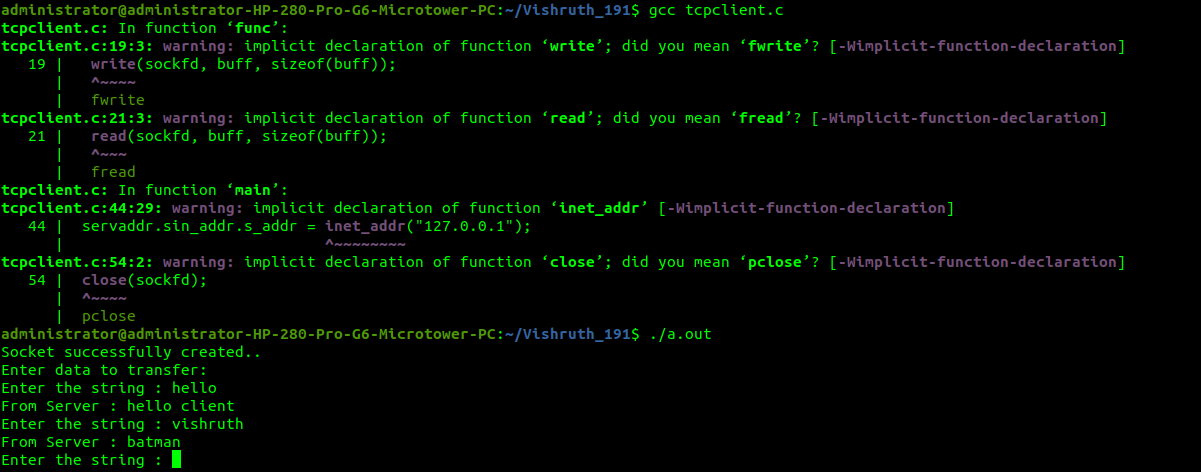 administrator@administrator-HP-280-Pro-G6-Microtower-PC:~/Vishruth_191$ gcc tcpclient.c
tcpclient.c: In function ‘func’:
tcpclient.c:19:3: warning: implicit declaration of function ‘write’; did you mean ‘fwrite’? [-Wimplicit-function-declaration]
   19 |   write(sockfd, buff, sizeof(buff));
      |   ^~~~~
      |   fwrite
tcpclient.c:21:3: warning: implicit declaration of function ‘read’; did you mean ‘fread’? [-Wimplicit-function-declaration]
   21 |   read(sockfd, buff, sizeof(buff));
      |   ^~~~
      |   fread
tcpclient.c: In function ‘main’:
tcpclient.c:44:29: warning: implicit declaration of function ‘inet_addr’ [-Wimplicit-function-declaration]
   44 |  servaddr.sin_addr.s_addr = inet_addr("127.0.0.1");
      |                             ^~~~~~~~~
tcpclient.c:54:2: warning: implicit declaration of function ‘close’; did you mean ‘pclose’? [-Wimplicit-function-declaration]
   54 |  close(sockfd);
      |  ^~~~~
      |  pclose
administrator@administrator-HP-280-Pro-G6-Microtower-PC:~/Vishruth_191$ ./a.out
Socket successfully created..
Enter data to transfer:
Enter the string : hello
From Server : hello client
Enter the string : vishruth
From Server : batman
Enter the string :